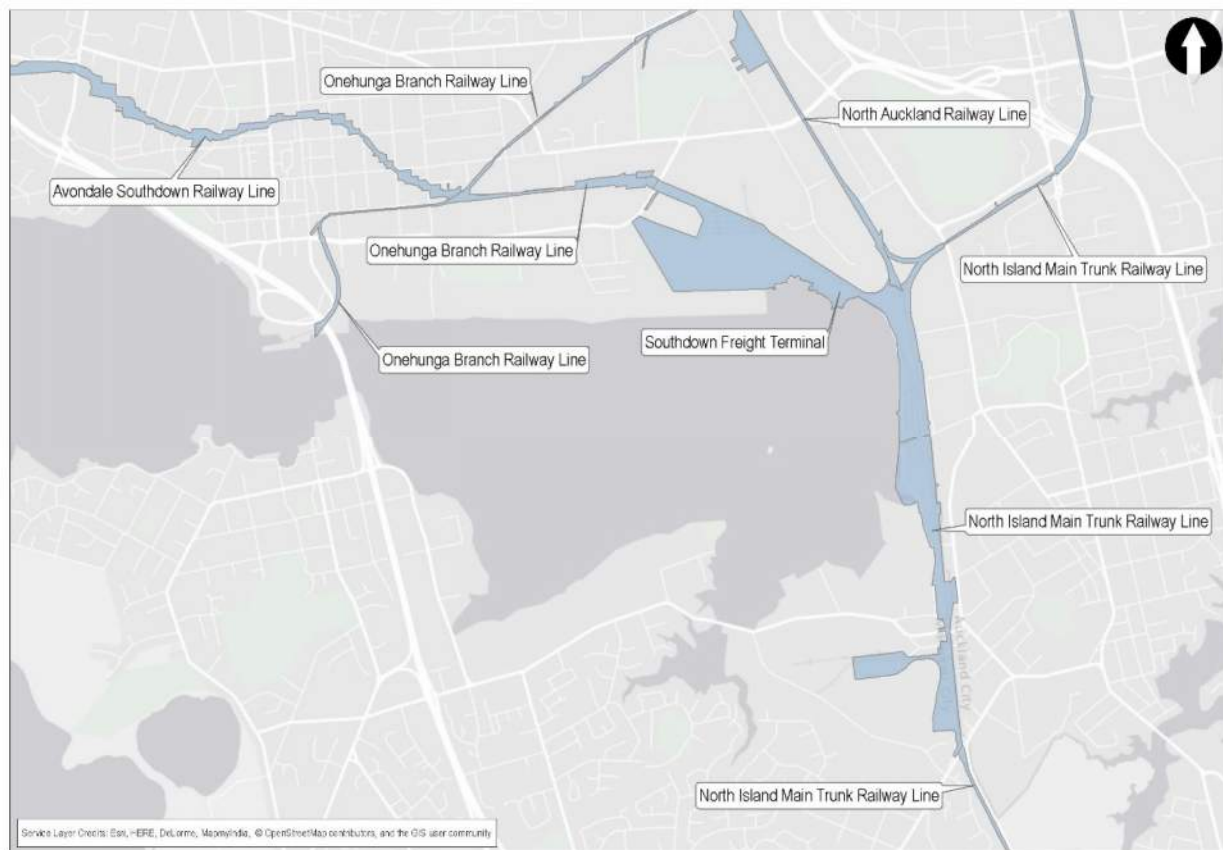 Onehunga Branch Railway Line
North Auckland Railway Line
Avondale Southdown Railway Line
Onehunga Branch Railway Line
North Island Main Trunk Railway Line
Southdown Freight Terminal
Onehunga Branch Railway Line
North Island Main Trunk Railway Line
Auckland City
North Island Main Trunk Railway Line
Service Layer Credits: Esri, HERE, DeLorme, MapmyIndia, © OpenStreetMap contributors, and the GIS user community